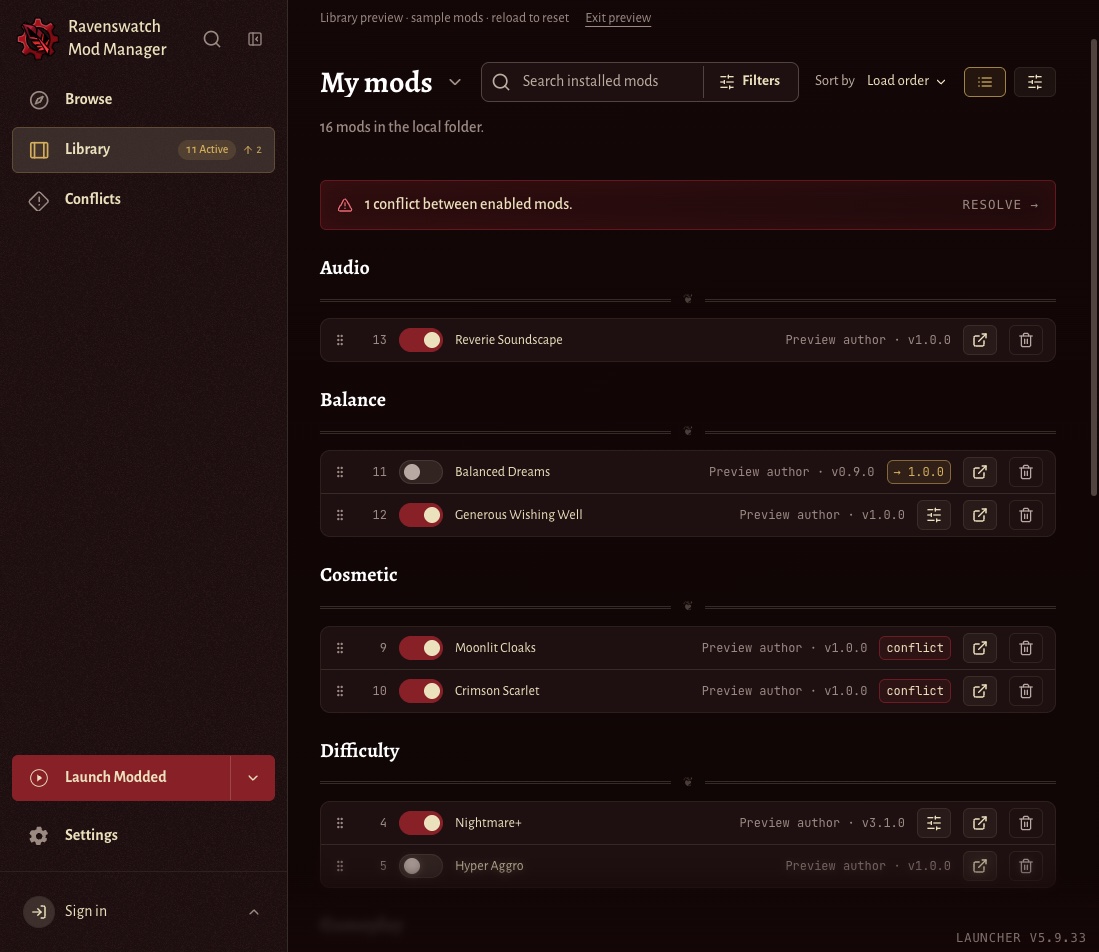 Ravenswatch
Mod Manager
Browse
Library 11 Active ↑ 2
Conflicts
Launch Modded
Settings
Sign in
Library preview · sample mods · reload to reset Exit preview
My mods Search installed mods Filters Sort by Load order
16 mods in the local folder.
1 conflict between enabled mods. RESOLVE →
Audio
13 Reverie Soundscape Preview author · v1.0.0
Balance
11 Balanced Dreams Preview author · v0.9.0 → 1.0.0
12 Generous Wishing Well Preview author · v1.0.0
Cosmetic
9 Moonlit Cloaks Preview author · v1.0.0 conflict
10 Crimson Scarlet Preview author · v1.0.0 conflict
Difficulty
4 Nightmare+ Preview author · v3.1.0
5 Hyper Aggro Preview author · v1.0.0
LAUNCHER V5.9.33